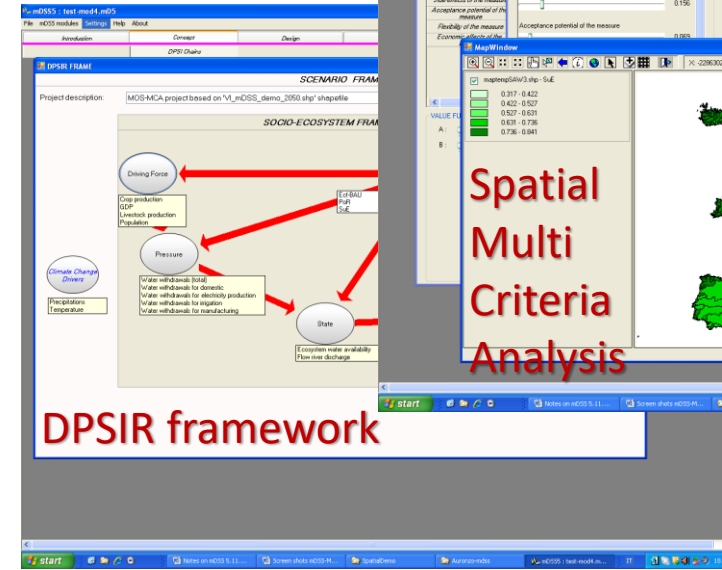 mDSS5 : test-mod4.mD5
File mDSS modules Settings Help About
Introduction Concept Design
DPSI Chains
DPSIR FRAME
SCENARIO FRAM
Project description:
MOS-MCA project based on 'VI_mDSS_demo_2050.shp' shapefile
SOCIO-ECOSYSTEM FRAM
Driving Force
Crop production
GDP
Livestock production
Population
EcF-BAU
PoR
SuE
Pressure
Water withdrawals (total)
Water withdrawals for domestic
Water withdrawals for electricity production
Water withdrawals for irrigation
Water withdrawals for manufacturing
Climate Change
Drivers
Precipitations
Temperature
State
Ecosystem water availability
Flow river discharge
DPSIR framework
Acceptance potential of the
measure
Flexibility of the measure
Economic effects of the
0.156
Acceptance potential of the measure
0.069
MapWindow
X: -2286302
VALUE FU
A :
B :
maptempSAW3.shp - SuE
0.317 - 0.422
0.422 - 0.527
0.527 - 0.631
0.631 - 0.736
0.736 - 0.841
Spatial
Multi
Criteria
Analysis
start
Notes on mDSS 5.11....
Screen shots mDSS-M...
start
Notes on mDSS 5.11....
Screen shots mDSS-M...
SpatialDemo
Auronzo-mdss
mDSS5 : test-mod4.m...
IT